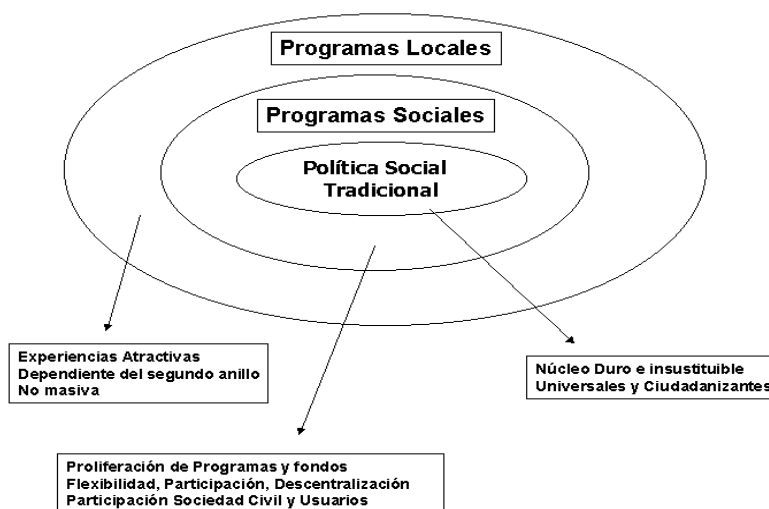 Programas Locales
Programas Sociales
Política Social
Tradicional
Experiencias Atractivas
Dependiente del segundo anillo
No masiva
Núcleo Duro e insustituible
Universales y Ciudadanizantes
Proliferación de Programas y fondos
Flexibilidad, Participación, Descentralización
Participación Sociedad Civil y Usuarios